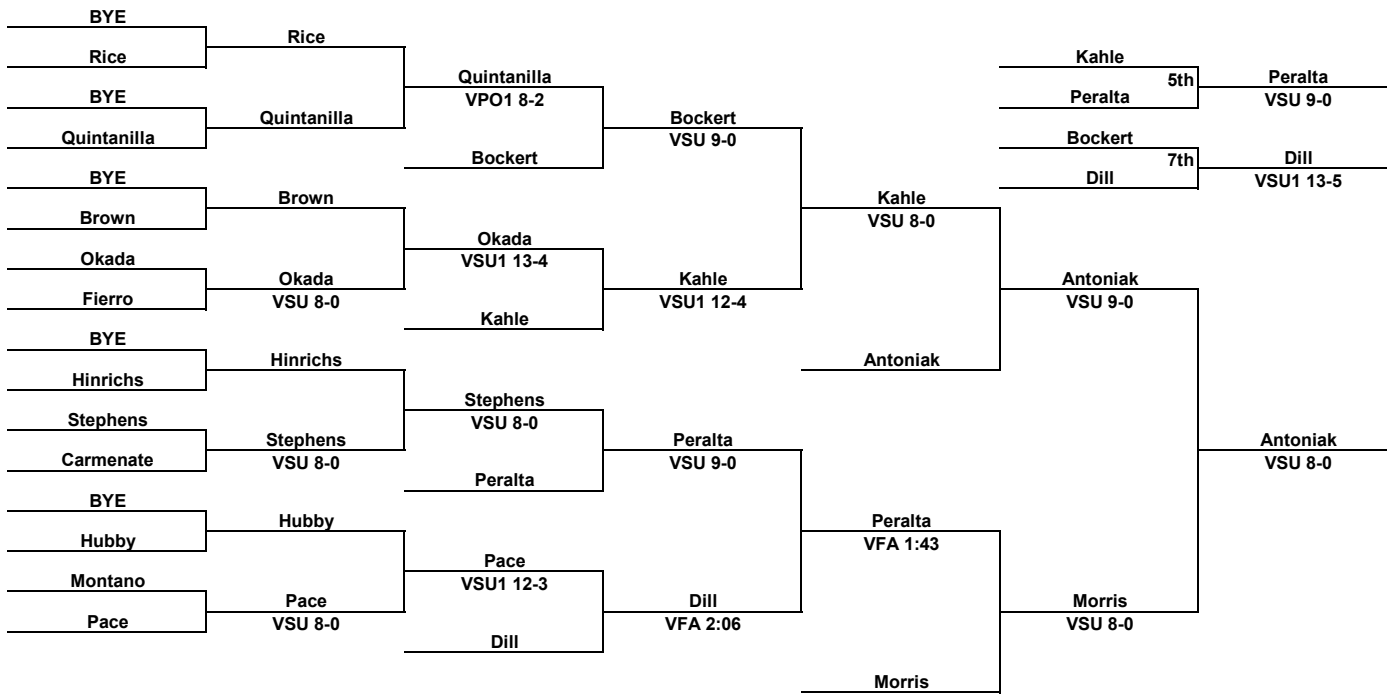 BYE
Rice
Rice
Kahle
Quintanilla
5th
Peralta
BYE
VPO1 8-2
Peralta
VSU 9-0
Quintanilla
Bockert
Quintanilla
VSU 9-0
Bockert
Bockert
7th
Dill
BYE
Dill
VSU1 13-5
Brown
Kahle
Brown
VSU 8-0
Okada
Okada
VSU1 13-4
Okada
Kahle
Antoniak
Fierro
VSU 8-0
VSU1 12-4
VSU 9-0
Kahle
BYE
Hinrichs
Antoniak
Hinrichs
Stephens
Stephens
VSU 8-0
Stephens
Peralta
Antoniak
Carmenate
VSU 8-0
VSU 9-0
VSU 8-0
Peralta
BYE
Hubby
Peralta
Hubby
VFA 1:43
Pace
Montano
VSU1 12-3
Pace
Dill
Morris
Pace
VSU 8-0
VFA 2:06
VSU 8-0
Dill
Morris